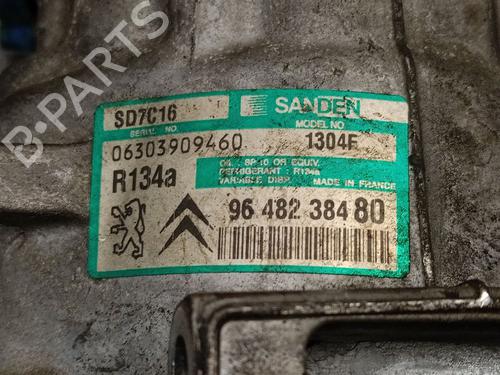 B-PARTS
SD7C16
SANDEN
SERIAL NO.
MODEL NO
06303909460
1304F
R134a
OIL : SP 10 OR EQUIV.
REFRIGERANT : R134a
VARIABLE DISP. MADE IN FRANCE
96 482 384 80